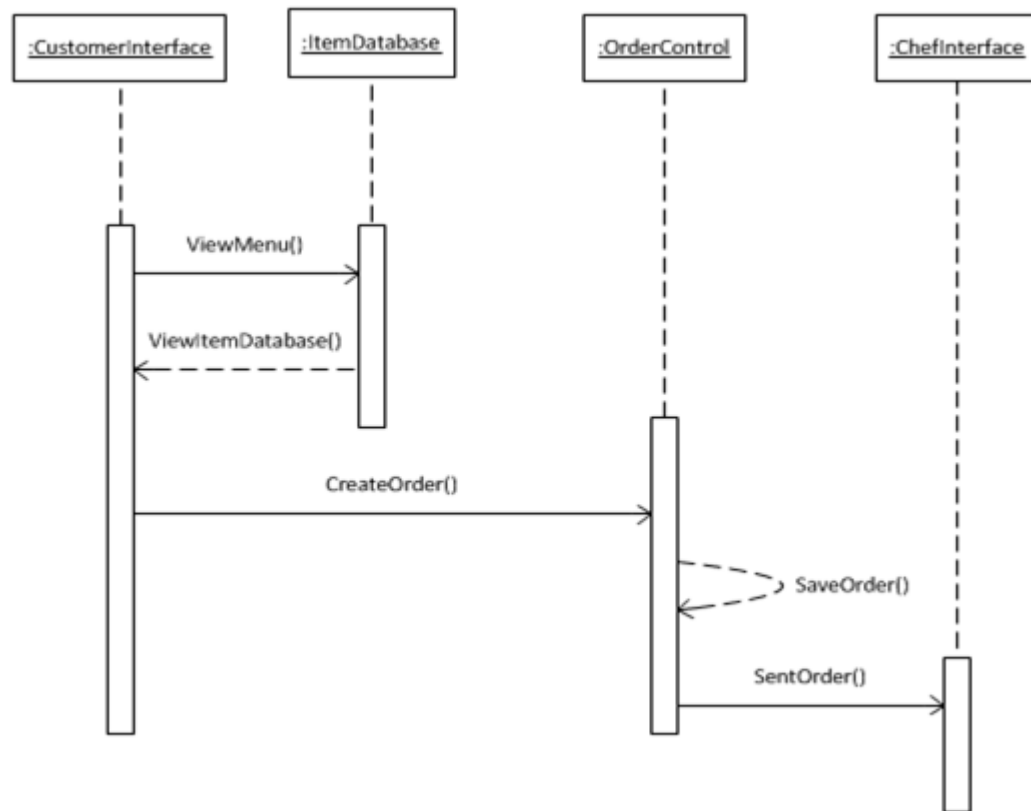 :CustomerInterface
:ItemDatabase
:OrderControl
:ChefInterface
ViewMenu()
ViewItemDatabase()
CreateOrder()
SaveOrder()
SentOrder()